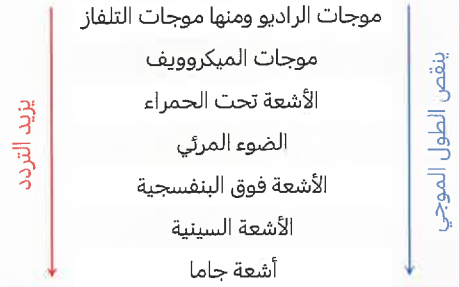 موجات الراديو ومنها موجات التلفاز
موجات الميكروويف
الأشعة تحت الحمراء
الضوء المرئي
الأشعة فوق البنفسجية
الأشعة السينية
أشعة جاما
ينقص الطول الموجي
يزيد التردد